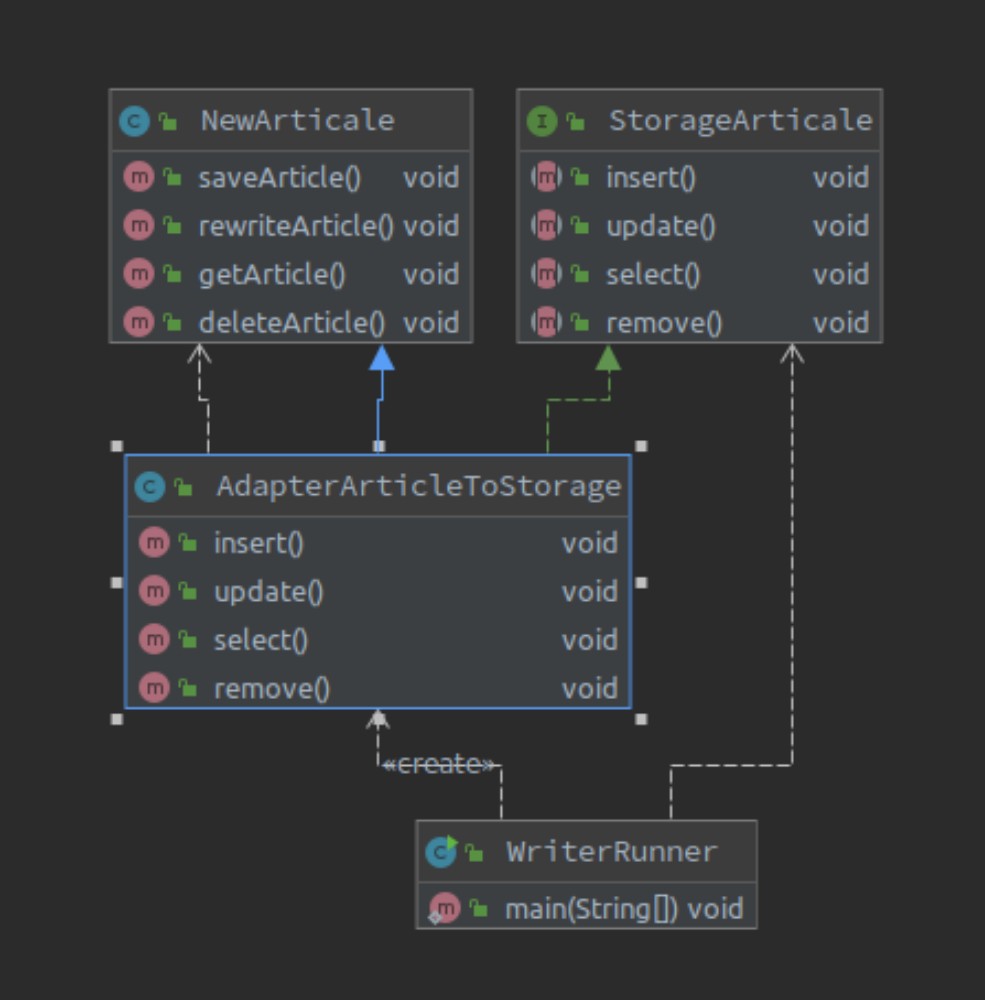 NewArticale
saveArticle() void
rewriteArticle() void
getArticle() void
deleteArticle() void
StorageArticale
insert() void
update() void
select() void
remove() void
AdapterArticleToStorage
insert() void
update() void
select() void
remove() void
«create»
WriterRunner
main(String[]) void